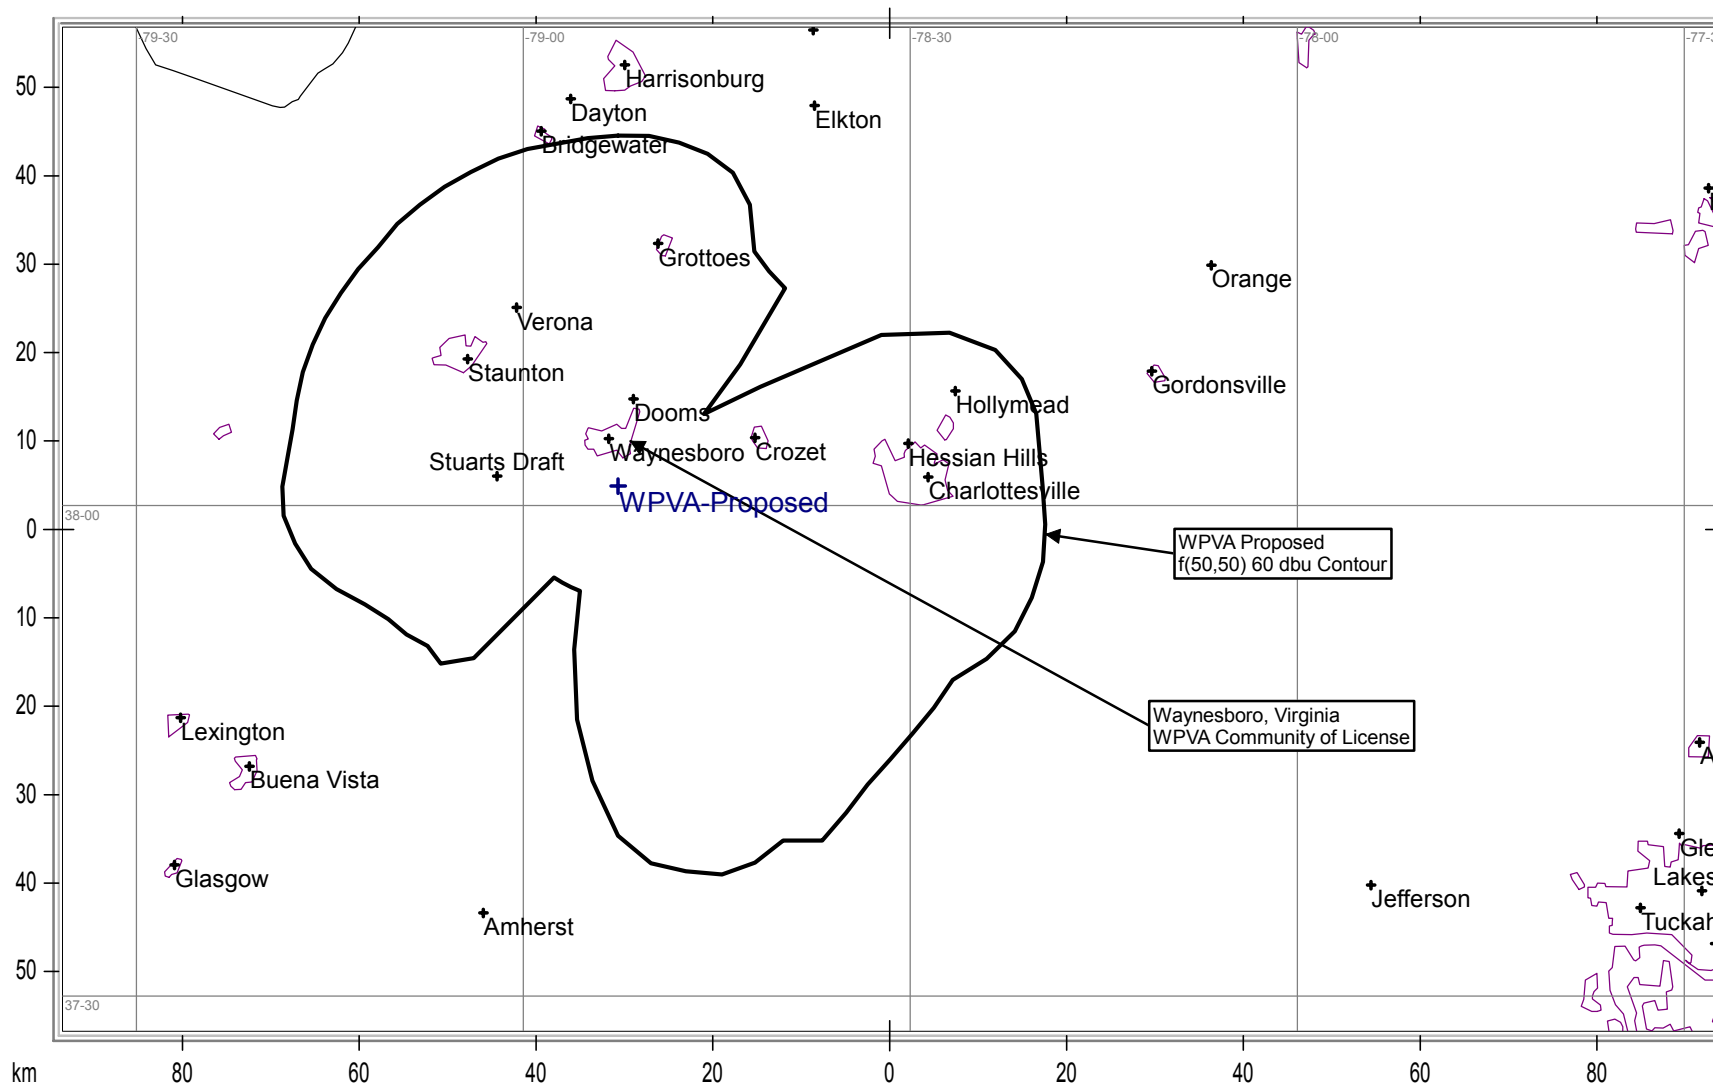 -79-30
-79-00
-78-30
-78-00
Harrisonburg
50
Dayton
Elkton
Bridgewater
40
Grottoes
30
Orange
Verona
20
Staunton
Gordonsville
Hollymead
Dooms
10
Waynesboro
Crozet
Hessian Hills
Stuarts Draft
Charlottesville
WPVA-Proposed
38-00
0
WPVA Proposed
f(50,50) 60 dbu Contour
10
20
Waynesboro, Virginia
WPVA Community of License
Lexington
Buena Vista
30
Glasgow
40
Jefferson
Amherst
50
37-30
km
80
60
40
20
0
20
40
60
80